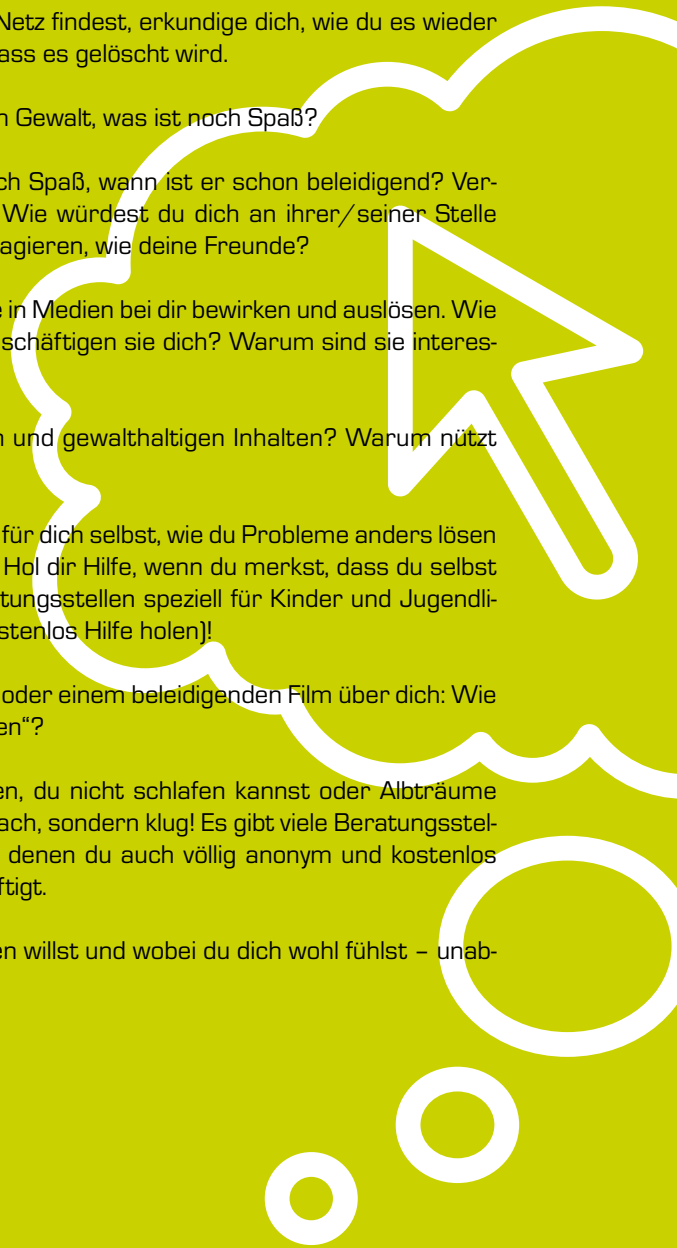 Netz findest, erkundige dich, wie du es wieder
ass es gelöscht wird.
n Gewalt, was ist noch Spaß?
ch Spaß, wann ist er schon beleidigend? Ver-
Wie würdest du dich an ihrer/seiner Stelle
agieren, wie deine Freunde?
e in Medien bei dir bewirken und auslösen. Wie
schäftigen sie dich? Warum sind sie interes-
n und gewalthaltigen Inhalten? Warum nützt
für dich selbst, wie du Probleme anders lösen
Hol dir Hilfe, wenn du merkst, dass du selbst
tungsstellen speziell für Kinder und Jugendli-
stenlos Hilfe holen)!
oder einem beleidigenden Film über dich: Wie
en“?
en, du nicht schlafen kannst oder Albträume
ach, sondern klug! Es gibt viele Beratungsstel-
denen du auch völlig anonym und kostenlos
ftigt.
en willst und wobei du dich wohl fühlst – unab-